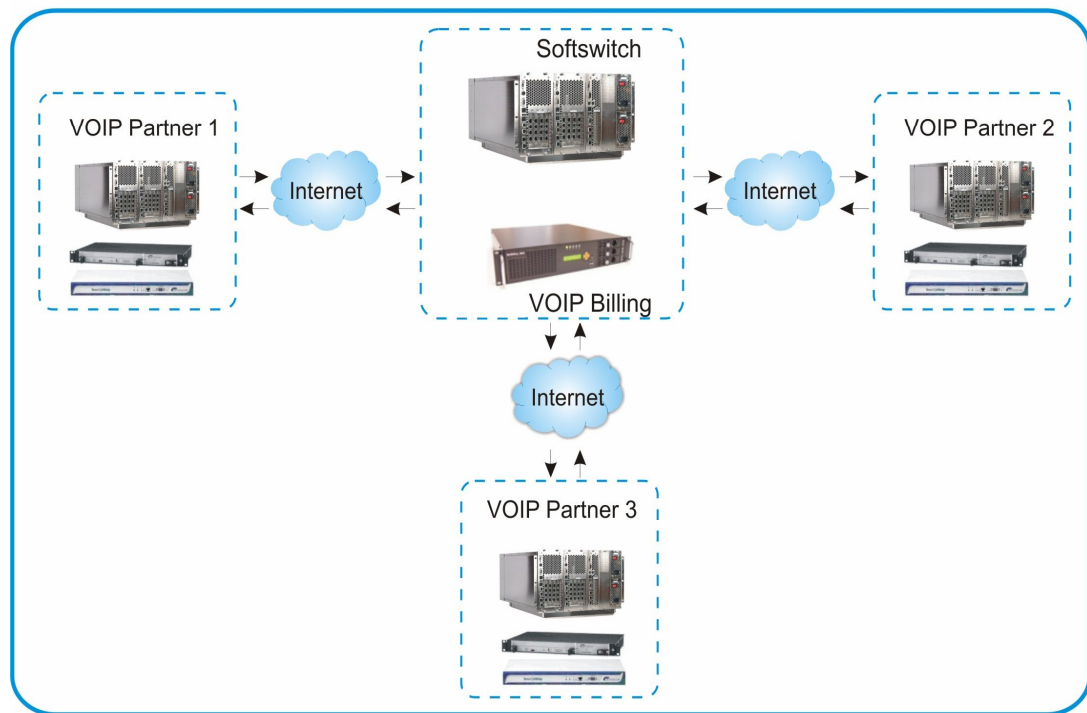 Softswitch
VOIP Partner 1
VOIP Partner 2
Internet
Internet
VOIP Billing
Internet
VOIP Partner 3